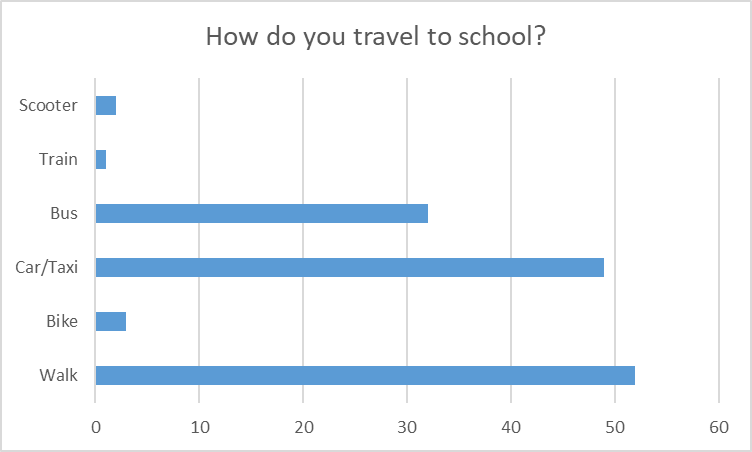 How do you travel to school?
Scooter
Train
Bus
Car/Taxi
Bike
Walk
0 10 20 30 40 50 60